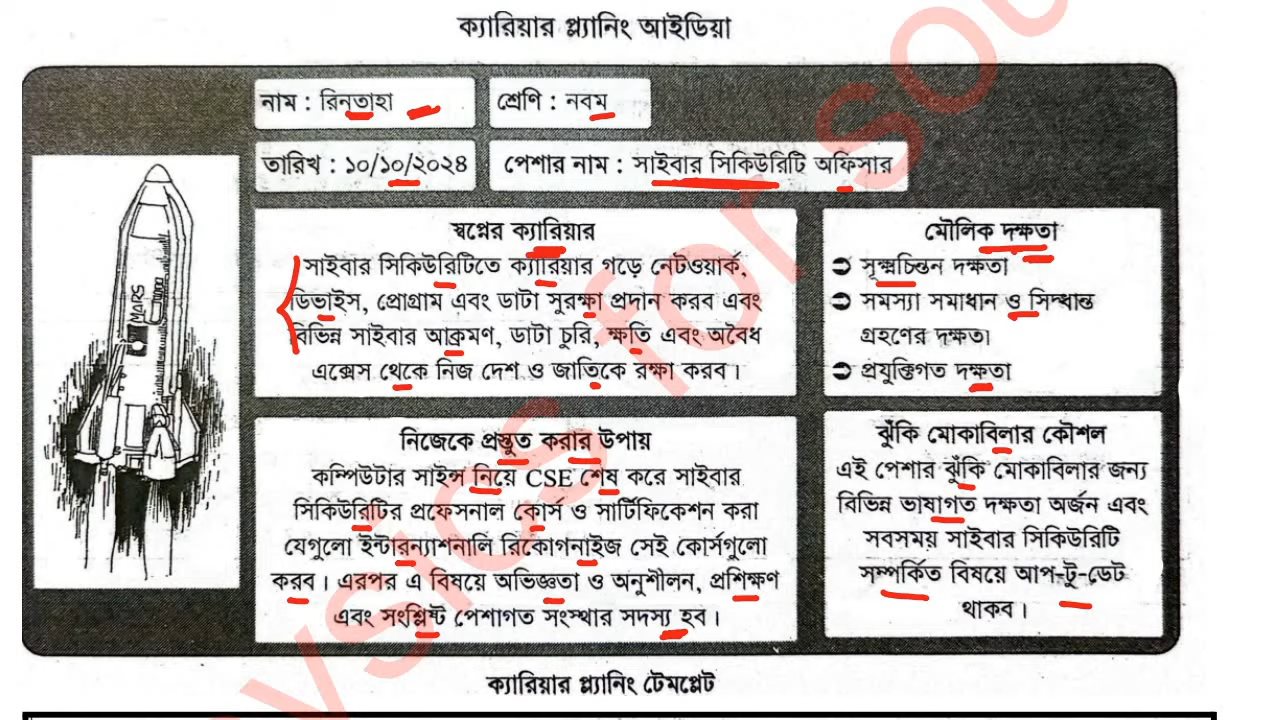 ক্যারিয়ার প্ল্যানিং আইডিয়া
নাম : রিনতাহা
শ্রেণি : নবম
তারিখ : ১০/১০/২০২৪
পেশার নাম : সাইবার সিকিউরিটি অফিসার
স্বপ্নের ক্যারিয়ার
সাইবার সিকিউরিটিতে ক্যারিয়ার গড়ে নেটওয়ার্ক,
ডিভাইস, প্রোগ্রাম এবং ডাটা সুরক্ষা প্রদান করব এবং
বিভিন্ন সাইবার আক্রমণ, ডাটা চুরি, ক্ষতি এবং অবৈধ
এক্সেস থেকে নিজ দেশ ও জাতিকে রক্ষা করব।
মৌলিক দক্ষতা
➲ সূক্ষ্মচিন্তন দক্ষতা
➲ সমস্যা সমাধান ও সিদ্ধান্ত
গ্রহণের দক্ষতা
➲ প্রযুক্তিগত দক্ষতা
নিজেকে প্রস্তুত করার উপায়
কম্পিউটার সাইন্স নিয়ে CSE শেষ করে সাইবার
সিকিউরিটির প্রফেসনাল কোর্স ও সার্টিফিকেশন করা
যেগুলো ইন্টারন্যাশনালি রিকোগনাইজ সেই কোর্সগুলো
করব। এরপর এ বিষয়ে অভিজ্ঞতা ও অনুশীলন, প্রশিক্ষণ
এবং সংশ্লিষ্ট পেশাগত সংস্থার সদস্য হব।
ঝুঁকি মোকাবিলার কৌশল
এই পেশার ঝুঁকি মোকাবিলার জন্য
বিভিন্ন ভাষাগত দক্ষতা অর্জন এবং
সবসময় সাইবার সিকিউরিটি
সম্পর্কিত বিষয়ে আপ-টু-ডেট
থাকব।
MARS
ক্যারিয়ার প্ল্যানিং টেমপ্লেট